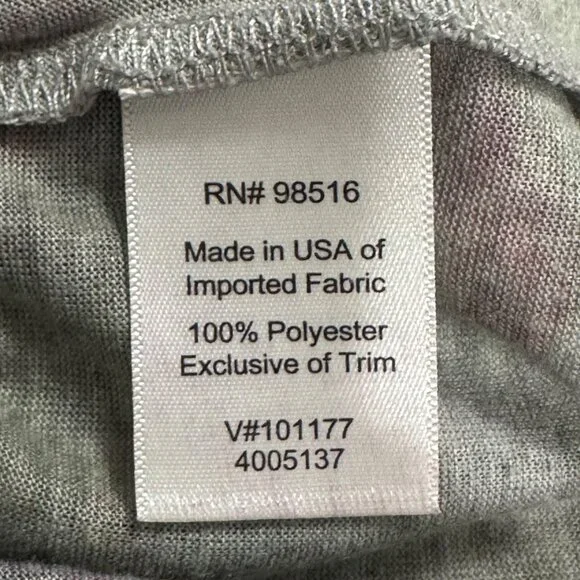 RN# 98516
Made in USA of
Imported Fabric
100% Polyester
Exclusive of Trim
V#101177
4005137